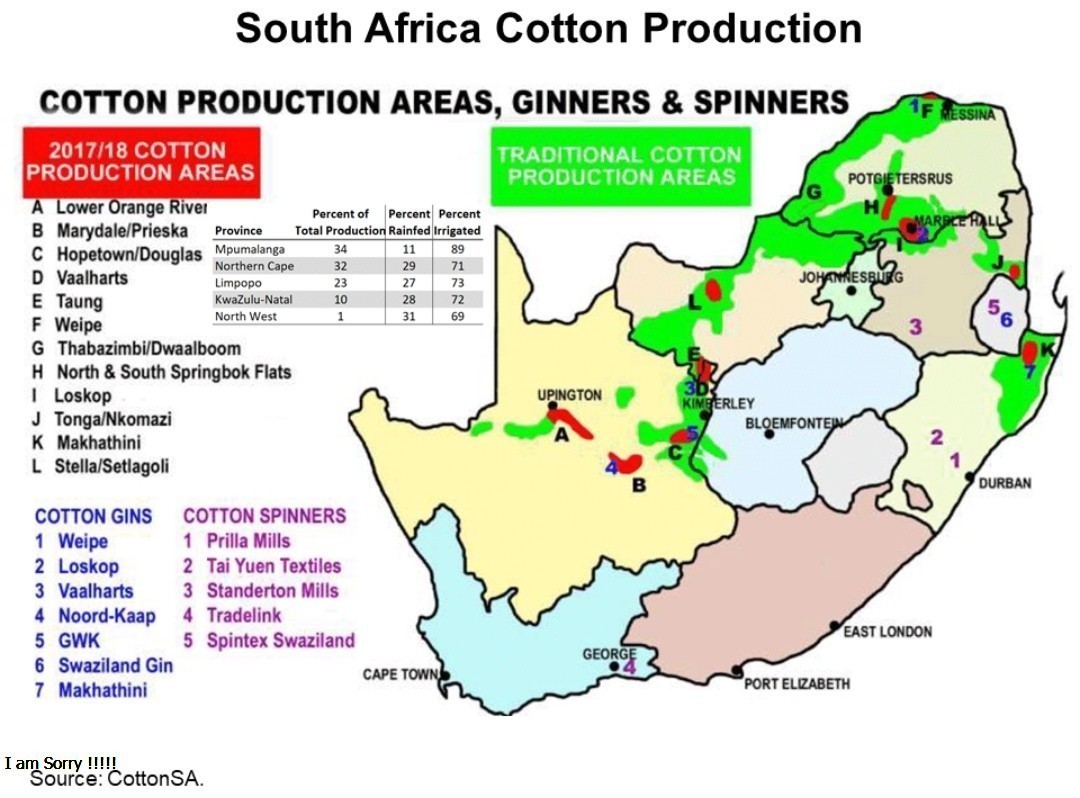 South Africa Cotton Production
COTTON PRODUCTION AREAS, GINNERS & SPINNERS
2017/18 COTTON
PRODUCTION AREAS
TRADITIONAL COTTON
PRODUCTION AREAS
A Lower Orange River
B Marydale/Prieska
C Hopetown/Douglas
D Vaalharts
E Taung
F Weipe
G Thabazimbi/Dwaalboom
H North & South Springbok Flats
I Loskop
J Tonga/Nkomazi
K Makhathini
L Stella/Setlagoli
Percent of Percent Percent
Province Total Production Rainfed Irrigated
Mpumalanga 34 11 89
Northern Cape 32 29 71
Limpopo 23 27 73
KwaZulu-Natal 10 28 72
North West 1 31 69
COTTON GINS
1 Weipe
2 Loskop
3 Vaalharts
4 Noord-Kaap
5 GWK
6 Swaziland Gin
7 Makhathini
COTTON SPINNERS
1 Prilla Mills
2 Tai Yuen Textiles
3 Standerton Mills
4 Tradelink
5 Spintex Swaziland
1 F MESSINA
POTGIETERSRUS
G
H
MARBLE HALL
I 2
J
JOHANNESBURG
L
5
6
3
K
7
E
3 D
KIMBERLEY
UPINGTON
A
BLOEMFONTEIN
5
C
4
B
2
1
DURBAN
EAST LONDON
GEORGE
4
CAPE TOWN
PORT ELIZABETH
I am Sorry !!!!!
Source: CottonSA.